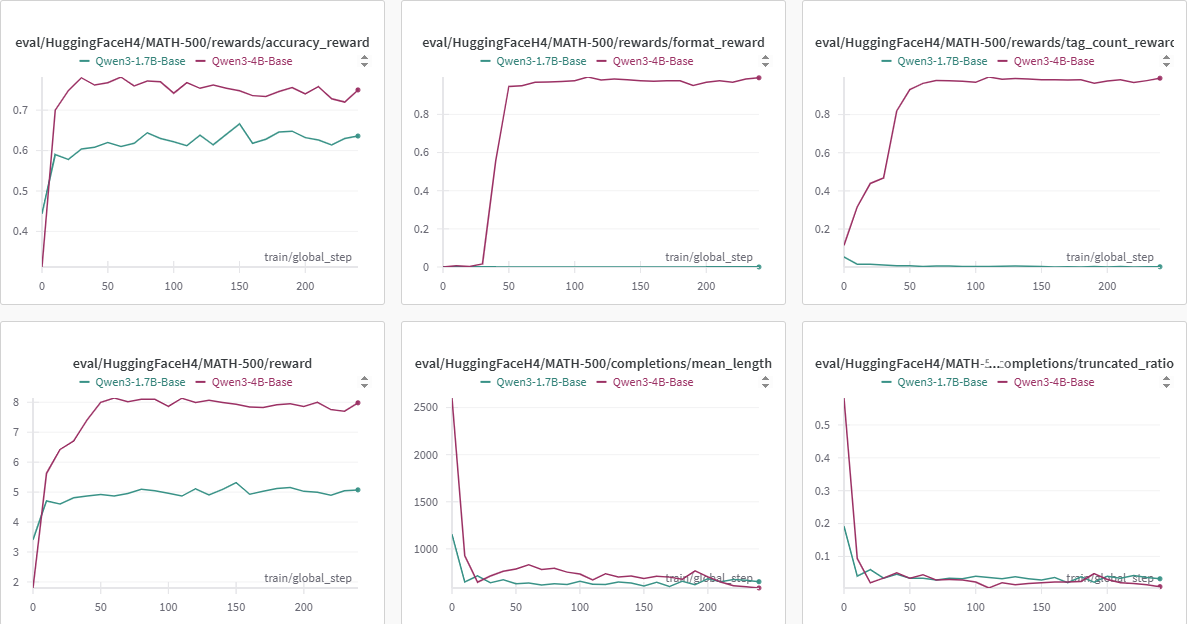 eval/HuggingFaceH4/MATH-500/rewards/accuracy_reward
Qwen3-1.7B-Base Qwen3-4B-Base
0.7
0.6
0.5
0.4
train/global_step
0 50 100 150 200
eval/HuggingFaceH4/MATH-500/rewards/format_reward
Qwen3-1.7B-Base Qwen3-4B-Base
0.8
0.6
0.4
0.2
0
train/global_step
0 50 100 150 200
eval/HuggingFaceH4/MATH-500/rewards/tag_count_reward
Qwen3-1.7B-Base Qwen3-4B-Base
0.8
0.6
0.4
0.2
train/global_step
0 50 100 150 200
eval/HuggingFaceH4/MATH-500/reward
Qwen3-1.7B-Base Qwen3-4B-Base
8
7
6
5
4
3
2
train/global_step
0 50 100 150 200
eval/HuggingFaceH4/MATH-500/completions/mean_length
Qwen3-1.7B-Base Qwen3-4B-Base
2500
2000
1500
1000
train/global_step
0 50 100 150 200
eval/HuggingFaceH4/MATH-5...completions/truncated_ratio
Qwen3-1.7B-Base Qwen3-4B-Base
0.5
0.4
0.3
0.2
0.1
train/global_step
0 50 100 150 200